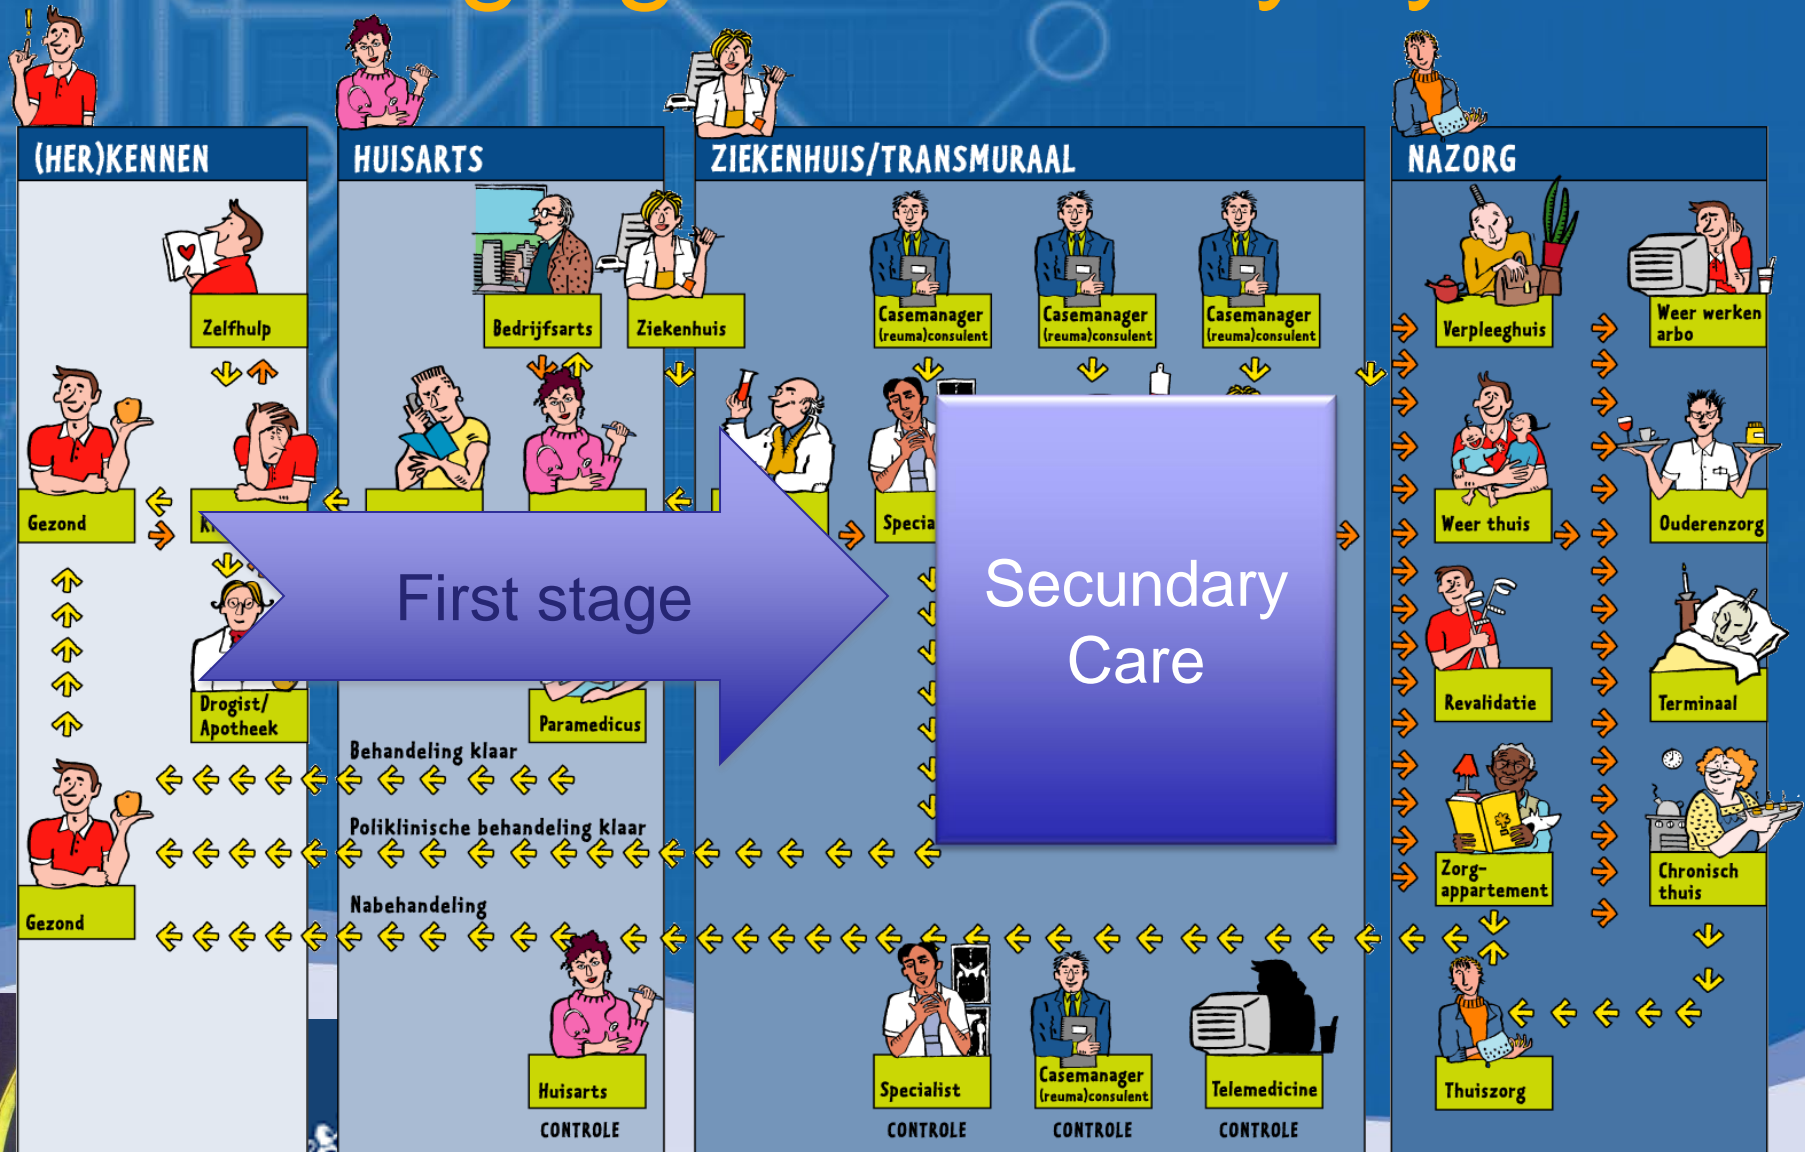 (HER)KENNEN
HUISARTS
ZIEKENHUIS/TRANSMURAAL
NAZORG
Zelfhulp
Bedrijfsarts
Ziekenhuis
Casemanager
(reuma)consulent
Casemanager
(reuma)consulent
Casemanager
(reuma)consulent
Verpleeghuis
Weer werken
arbo
Gezond
Specia
Weer thuis
Ouderenzorg
First stage
Secundary
Care
Drogist/
Apotheek
Paramedicus
Revalidatie
Terminaal
Behandeling klaar
Poliklinische behandeling klaar
Zorg-
appartement
Chronisch
thuis
Nabehandeling
Gezond
Huisarts
CONTROLE
Specialist
CONTROLE
Casemanager
(reuma)consulent
CONTROLE
Telemedicine
CONTROLE
Thuiszorg